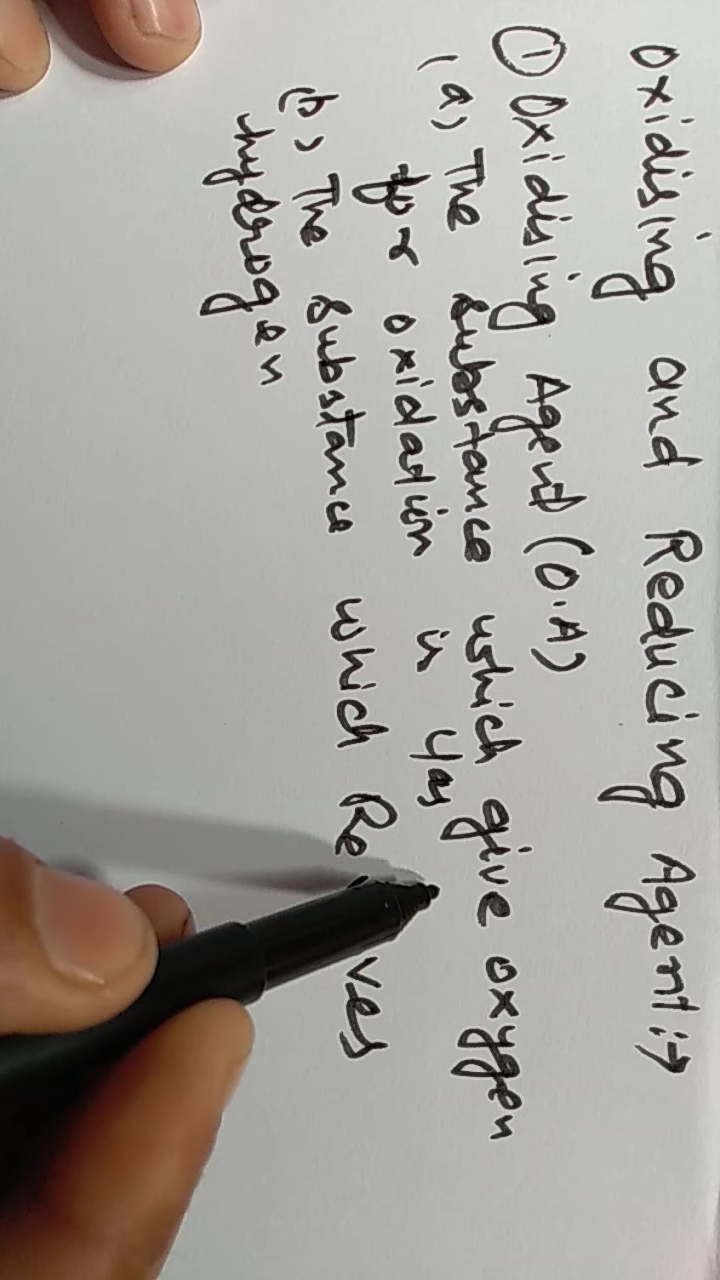 Oxidising and Reducing Agent :→
① Oxidising Agent (O.A)
(a) The substance which give oxygen
for oxidation is
(b) The substance which Re ves
hydrogen